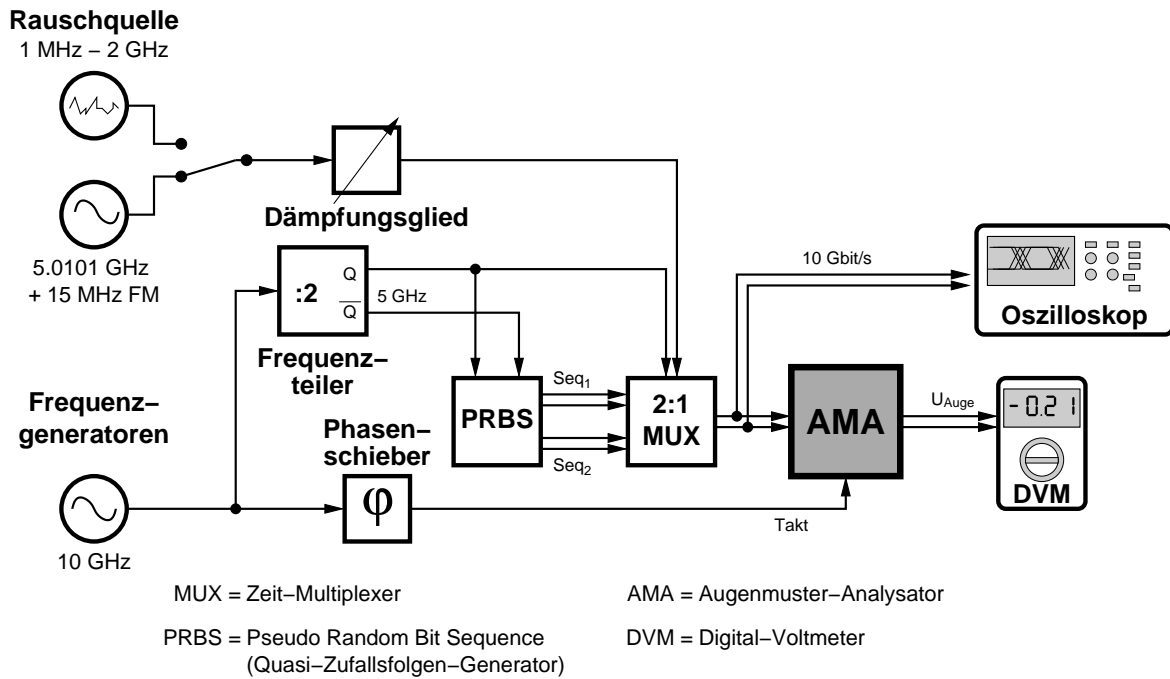 Rauschquelle
1 MHz − 2 GHz
Dämpfungsglied
5.0101 GHz
+ 15 MHz FM
:2
Q
Q
5 GHz
10 Gbit/s
Oszilloskop
Frequenz−
teiler
Frequenz−
generatoren
Phasen−
schieber
PRBS
Seq1
Seq2
2:1
MUX
AMA
UAuge
- 0.21
DVM
φ
Takt
10 GHz
MUX = Zeit−Multiplexer
AMA = Augenmuster−Analysator
PRBS = Pseudo Random Bit Sequence
(Quasi−Zufallsfolgen−Generator)
DVM = Digital−Voltmeter